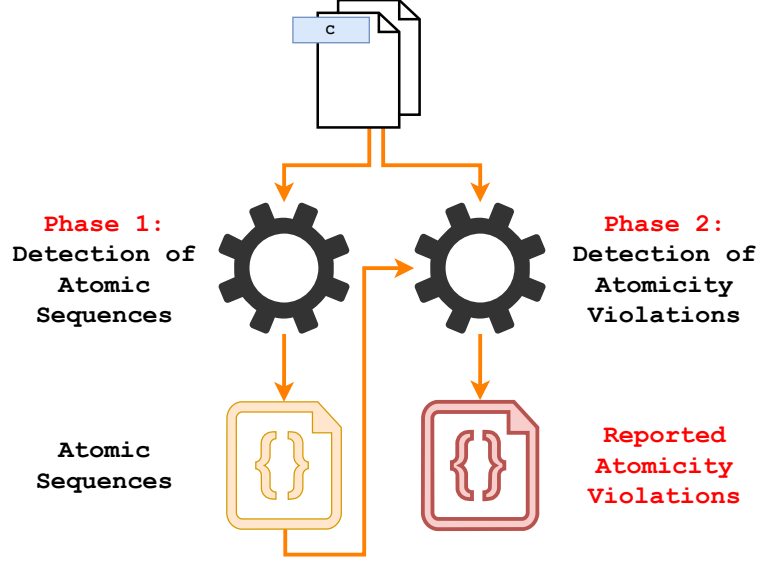 C
Phase 1:
Detection of
Atomic
Sequences
Phase 2:
Detection of
Atomicity
Violations
Atomic
Sequences
Reported
Atomicity
Violations